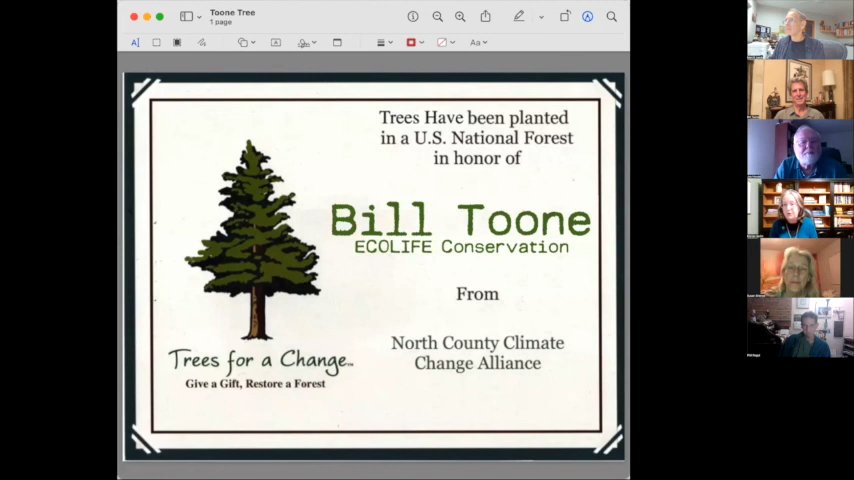 Toone Tree
1 page
Aa
Trees Have been planted
in a U.S. National Forest
in honor of
Bill Toone
ECOLIFE Conservation
From
North County Climate
Change Alliance
Trees for a Change
Give a Gift, Restore a Forest